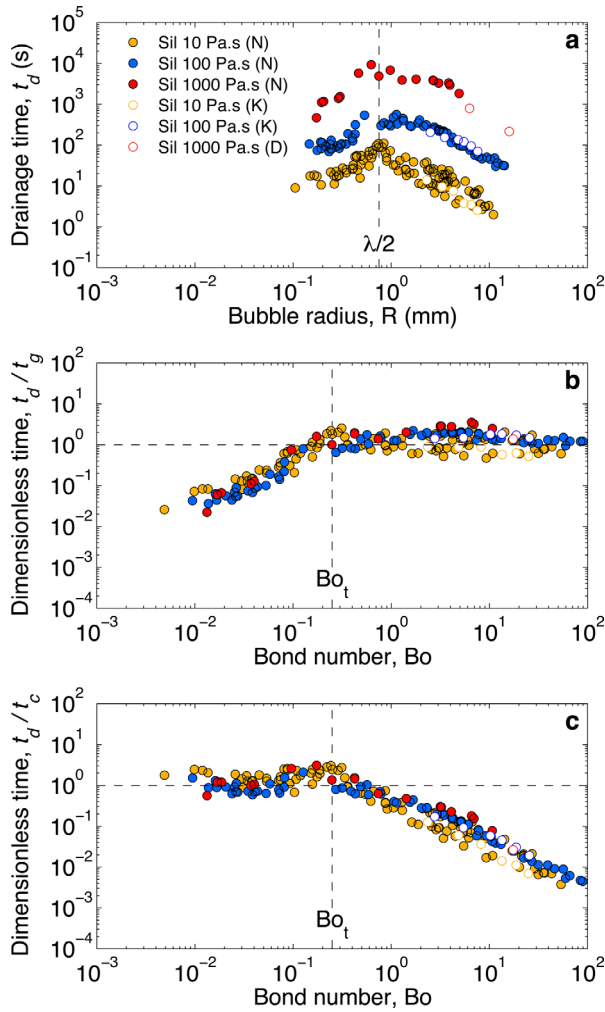 a
Drainage time, t_d (s)
10^5
10^4
10^3
10^2
10^1
10^0
10^-1
Sil 10 Pa.s (N)
Sil 100 Pa.s (N)
Sil 1000 Pa.s (N)
Sil 10 Pa.s (K)
Sil 100 Pa.s (K)
Sil 1000 Pa.s (D)
λ/2
10^-3 10^-2 10^-1 10^0 10^1 10^2
Bubble radius, R (mm)
b
Dimensionless time, t_d / t_g
10^2
10^1
10^0
10^-1
10^-2
10^-3
10^-4
Bo_t
10^-3 10^-2 10^-1 10^0 10^1 10^2
Bond number, Bo
c
Dimensionless time, t_d / t_c
10^2
10^1
10^0
10^-1
10^-2
10^-3
10^-4
Bo_t
10^-3 10^-2 10^-1 10^0 10^1 10^2
Bond number, Bo